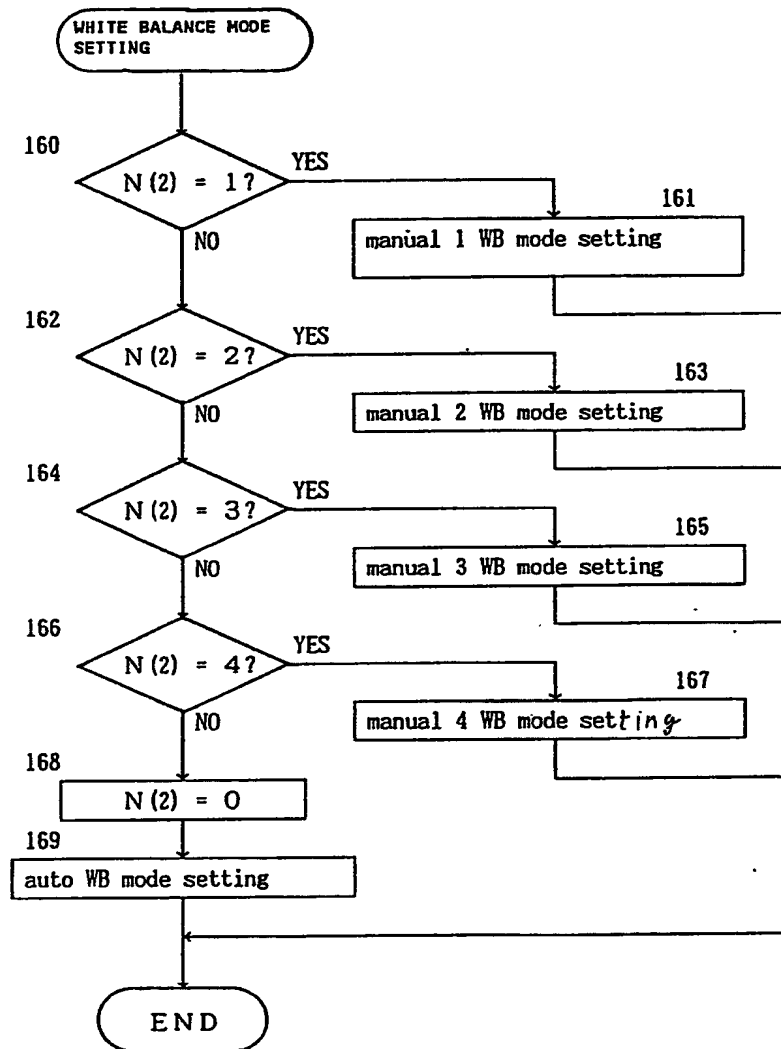 WHITE BALANCE MODE
SETTING
160
N(2) = 1?
YES
161
manual 1 WB mode setting
NO
162
N(2) = 2?
YES
163
manual 2 WB mode setting
NO
164
N(2) = 3?
YES
165
manual 3 WB mode setting
NO
166
N(2) = 4?
YES
167
manual 4 WB mode setting
NO
168
N(2) = 0
169
auto WB mode setting
END